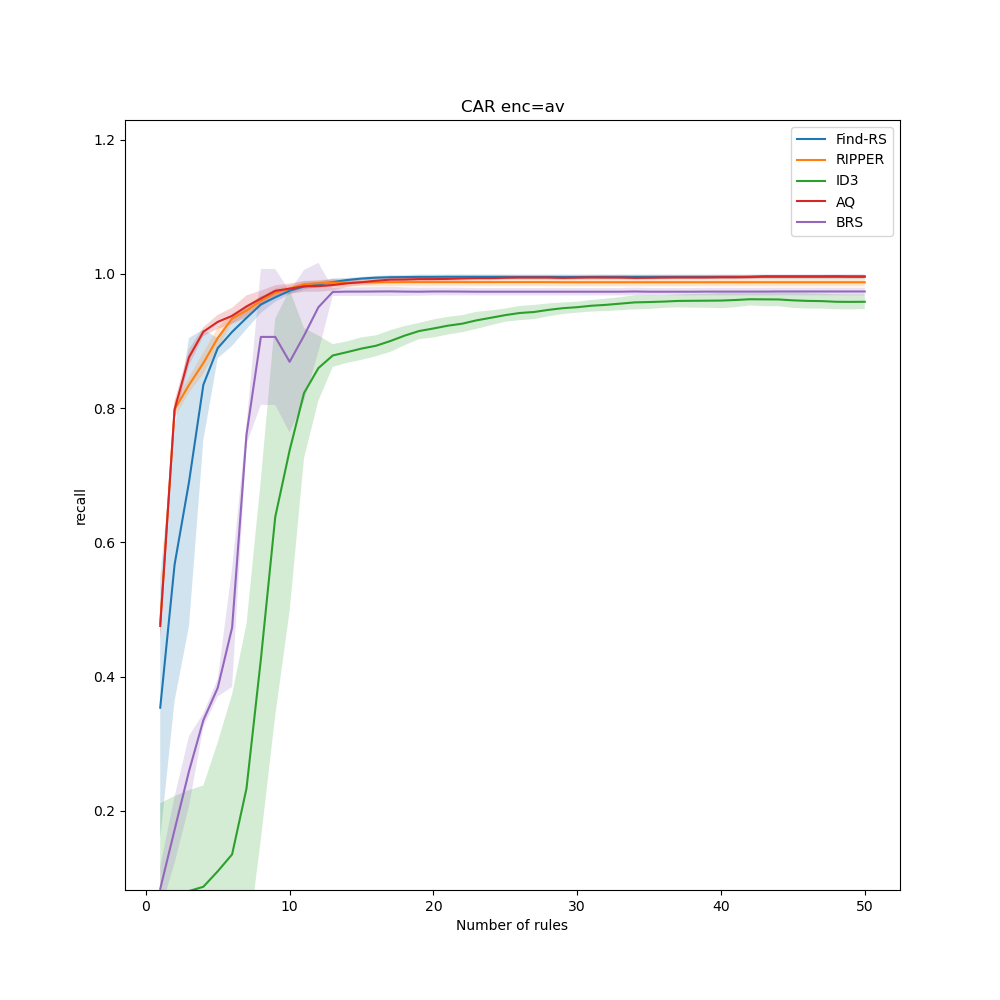 CAR enc=av
1.2
1.0
0.8
0.6
0.4
0.2
recall
0 10 20 30 40 50
Number of rules
Find-RS
RIPPER
ID3
AQ
BRS